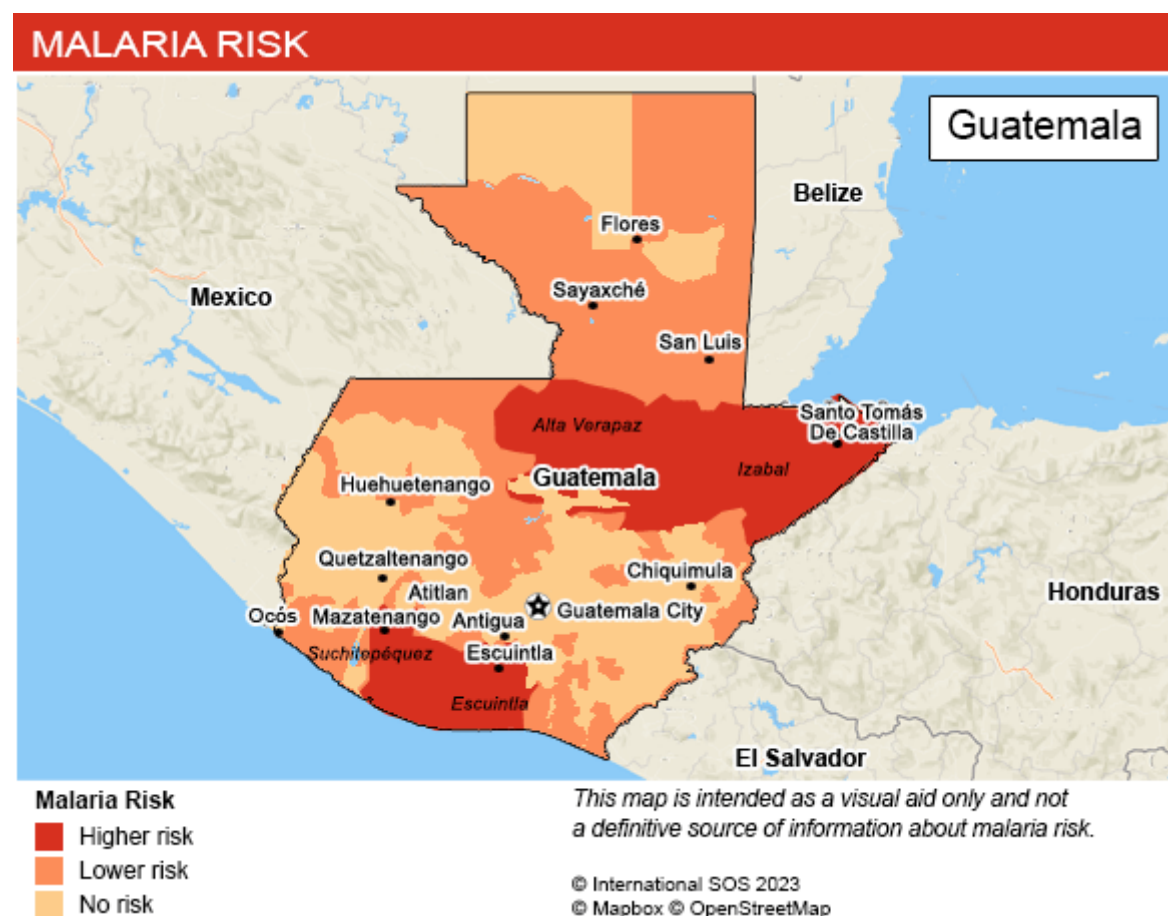 MALARIA RISK
Guatemala
Belize
Flores
Mexico
Sayaxché
San Luis
Santo Tomás
De Castilla
Alta Verapaz
Izabal
Guatemala
Huehuetenango
Quetzaltenango
Chiquimula
Atitlan
Honduras
Guatemala City
Ocós
Mazatenango
Antigua
Suchitepéquez
Escuintla
Escuintla
El Salvador
Malaria Risk
Higher risk
Lower risk
No risk
This map is intended as a visual aid only and not
a definitive source of information about malaria risk.
© International SOS 2023
© Mapbox © OpenStreetMap